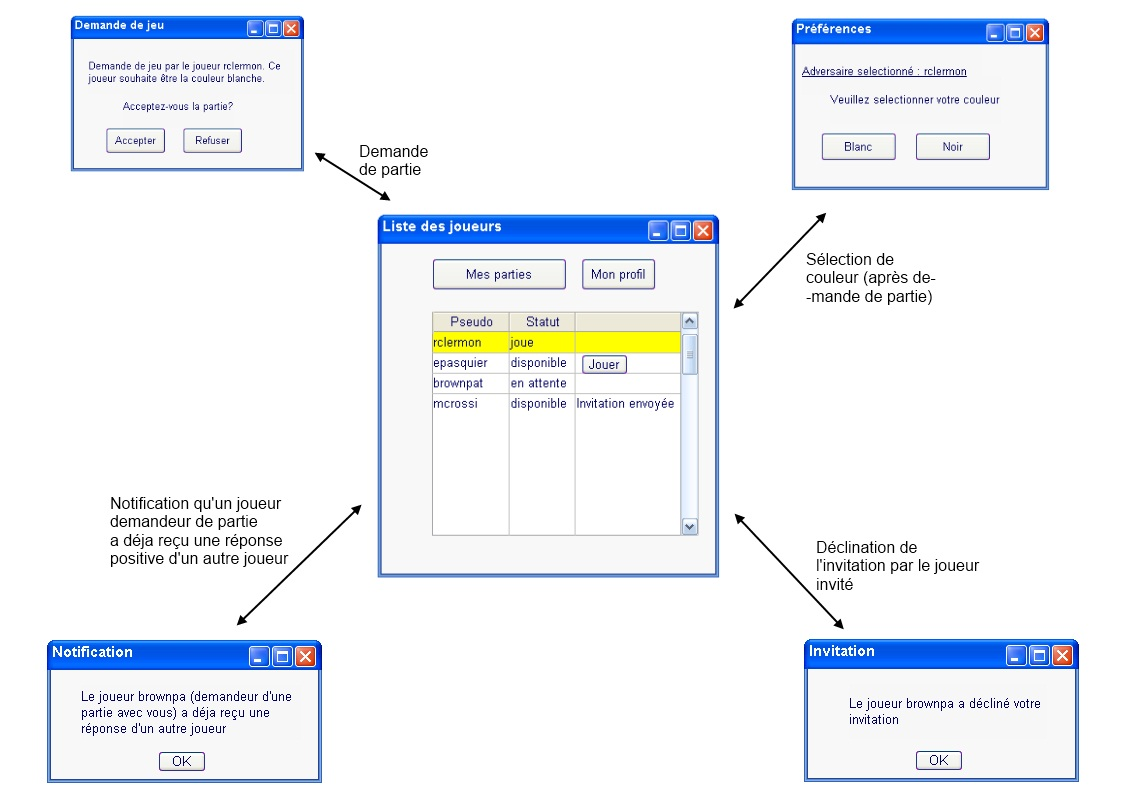 Demande de jeu
Demande de jeu par le joueur rclermon. Ce
joueur souhaite être la couleur blanche.
Acceptez-vous la partie?
Accepter Refuser
Préférences
Adversaire selectionné : rclermon
Veuillez selectionner votre couleur
Blanc Noir
Demande
de partie
Liste des joueurs
Mes parties Mon profil
Pseudo Statut
rclermon joue
epasquier disponible Jouer
brownpat en attente
mcrossi disponible Invitation envoyée
Sélection de
couleur (après de-
-mande de partie)
Notification qu'un joueur
demandeur de partie
a déja reçu une réponse
positive d'un autre joueur
Déclination de
l'invitation par le joueur
invité
Notification
Le joueur brownpa (demandeur d'une
partie avec vous) a déja reçu une
réponse d'un autre joueur
OK
Invitation
Le joueur brownpa a décliné votre
invitation
OK